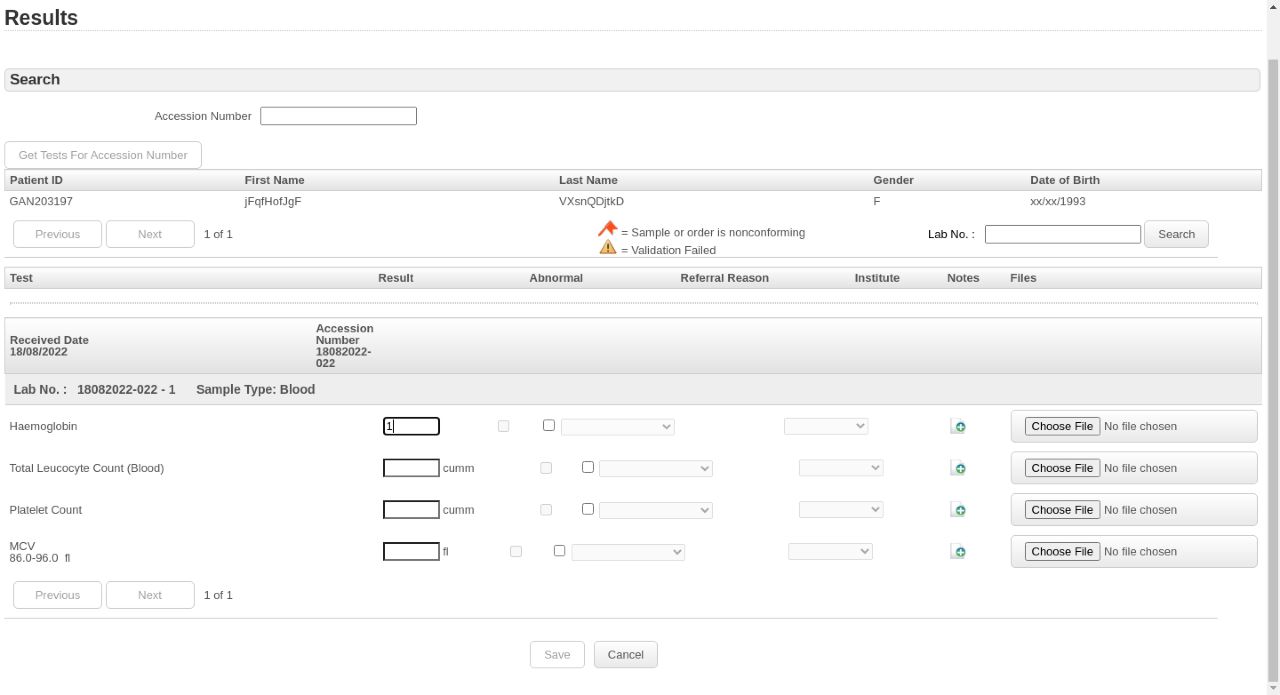 Results
Search
Accession Number
Get Tests For Accession Number
Patient ID First Name Last Name Gender Date of Birth
GAN203197 jFqfHofJgF VXsnQDjtkD F xx/xx/1993
Previous Next 1 of 1 = Sample or order is nonconforming Lab No. : Search
= Validation Failed
Test Result Abnormal Referral Reason Institute Notes Files
Received Date
18/08/2022
Accession
Number
18082022-
022
Lab No. : 18082022-022 - 1 Sample Type: Blood
Haemoglobin 1 Choose File No file chosen
Total Leucocyte Count (Blood) cumm Choose File No file chosen
Platelet Count cumm Choose File No file chosen
MCV
86.0-96.0 fl fl Choose File No file chosen
Previous Next 1 of 1
Save Cancel